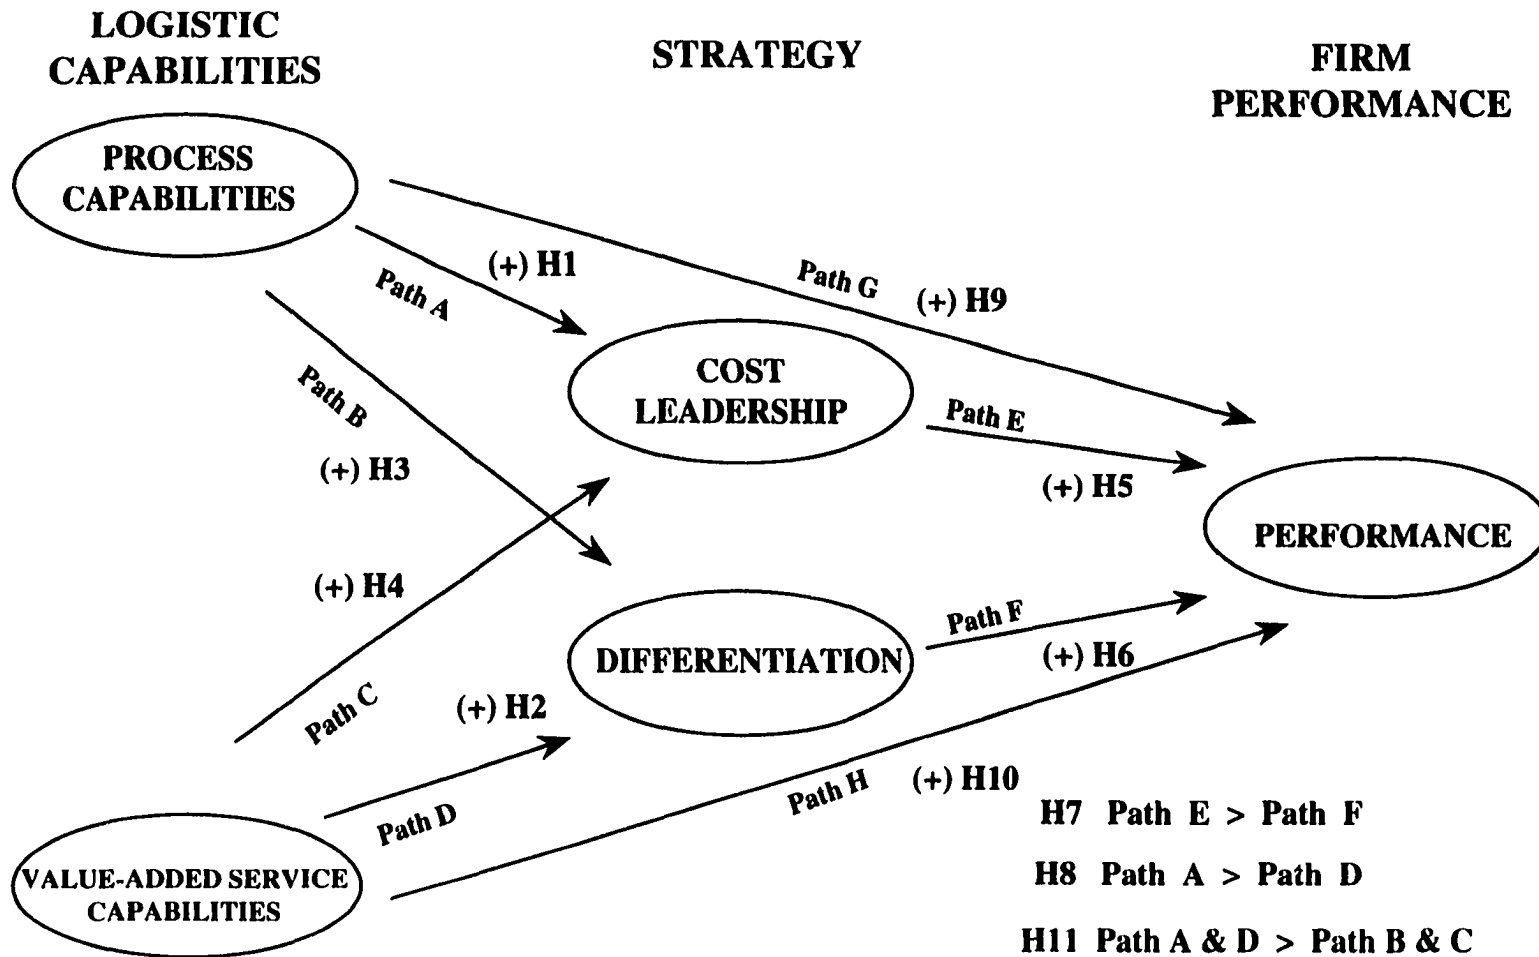 LOGISTIC
CAPABILITIES
STRATEGY
FIRM
PERFORMANCE
PROCESS
CAPABILITIES
(+) H1
Path A
Path G
(+) H9
Path B
(+) H3
COST
LEADERSHIP
Path E
(+) H5
PERFORMANCE
(+) H4
Path C
DIFFERENTIATION
Path F
(+) H6
(+) H2
Path D
Path H
(+) H10
VALUE-ADDED SERVICE
CAPABILITIES
H7 Path E > Path F
H8 Path A > Path D
H11 Path A & D > Path B & C